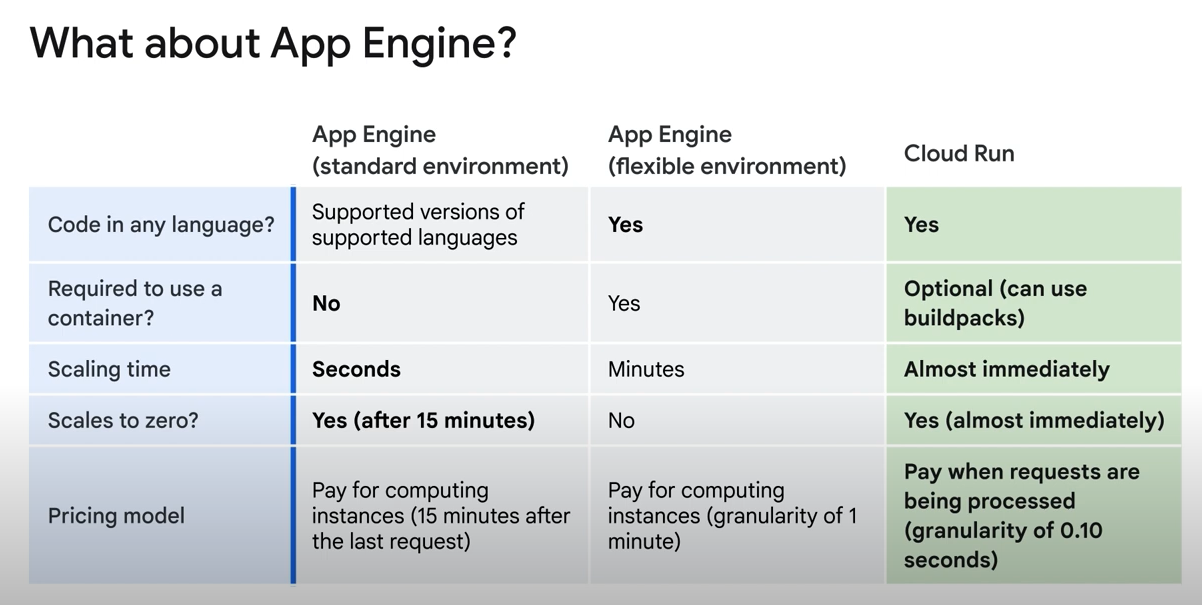 What about App Engine?
App Engine
(standard environment)
App Engine
(flexible environment)
Cloud Run
Code in any language?
Supported versions of
supported languages
Yes
Yes
Required to use a
container?
No
Yes
Optional (can use
buildpacks)
Scaling time
Seconds
Minutes
Almost immediately
Scales to zero?
Yes (after 15 minutes)
No
Yes (almost immediately)
Pricing model
Pay for computing
instances (15 minutes after
the last request)
Pay for computing
instances (granularity of 1
minute)
Pay when requests are
being processed
(granularity of 0.10
seconds)